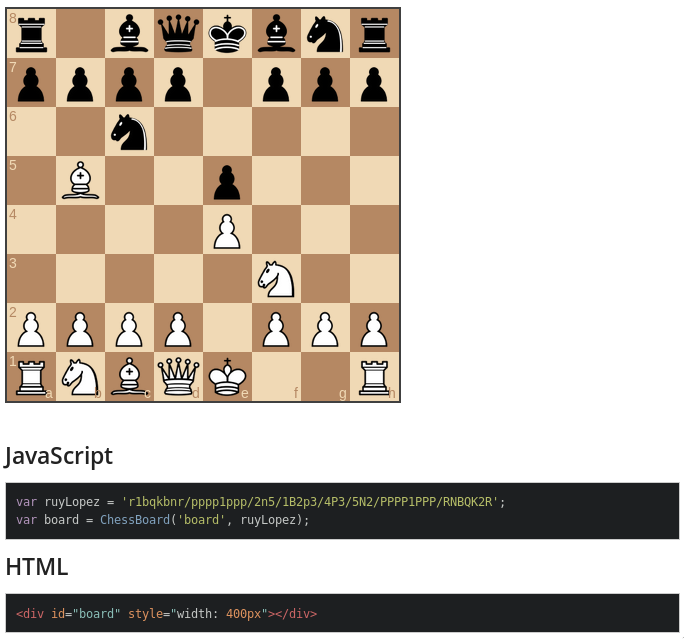 8
7
6
5
4
3
2
1
a b c d e f g h
JavaScript
var ruyLopez = 'r1bqkbnr/pppp1ppp/2n5/1B2p3/4P3/5N2/PPPP1PPP/RNBQK2R';
var board = ChessBoard('board', ruyLopez);
HTML
<div id="board" style="width: 400px"></div>